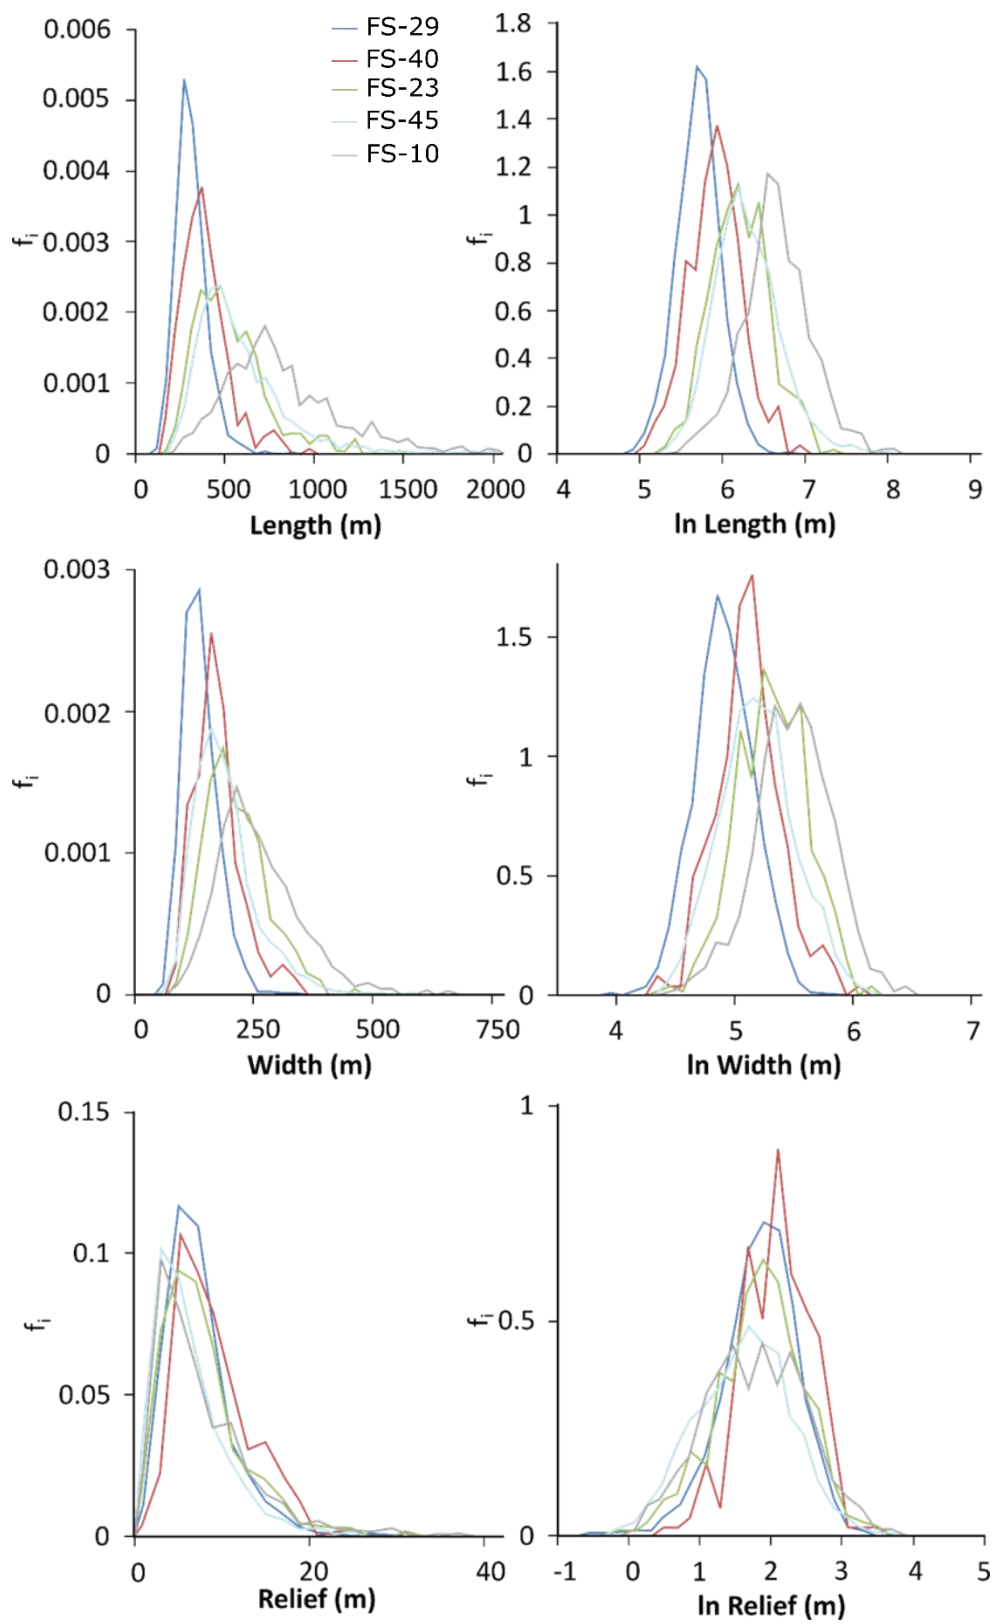 FS-29
FS-40
FS-23
FS-45
FS-10
0.006
0.005
0.004
0.003
0.002
0.001
0
fi
0 500 1000 1500 2000
Length (m)
1.8
1.6
1.4
1.2
1
0.8
0.6
0.4
0.2
0
fi
4 5 6 7 8 9
ln Length (m)
0.003
0.002
0.001
0
fi
0 250 500 750
Width (m)
1.5
1
0.5
0
fi
4 5 6 7
ln Width (m)
0.15
0.1
0.05
0
fi
0 20 40
Relief (m)
1
0.5
0
fi
-1 0 1 2 3 4 5
ln Relief (m)